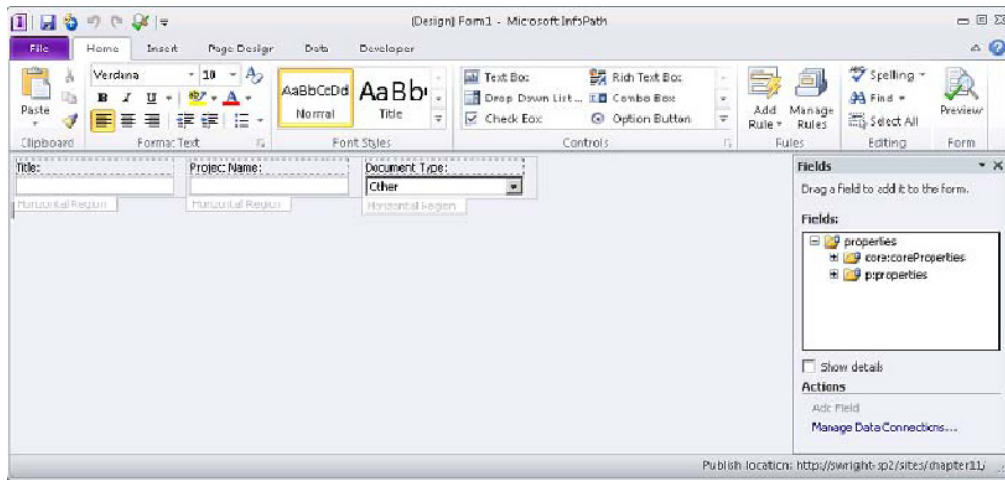 (Design) Form1 - Microsoft InfoPath
File Home Insert Page Design Data Developer
Paste
Verdana 10
B I U
AaBbCcDd
Normal
AaBb
Title
Text Box
Rich Text Box
Drop Down List...
Combo Box
Check Box
Option Button
Add Rule
Manage Rules
Spelling
Find
Select All
Preview
Clipboard Format Text Font Styles Controls Rules Editing Form
Title: Project Name: Document Type:
Other
Horizontal Region Horizontal Region Horizontal Region
Fields
Drag a field to add it to the form.
Fields:
properties
core:coreProperties
p:properties
Show details
Actions
Add Field
Manage Data Connections...
Publish location: http://swright-sp2/sites/chapter11/